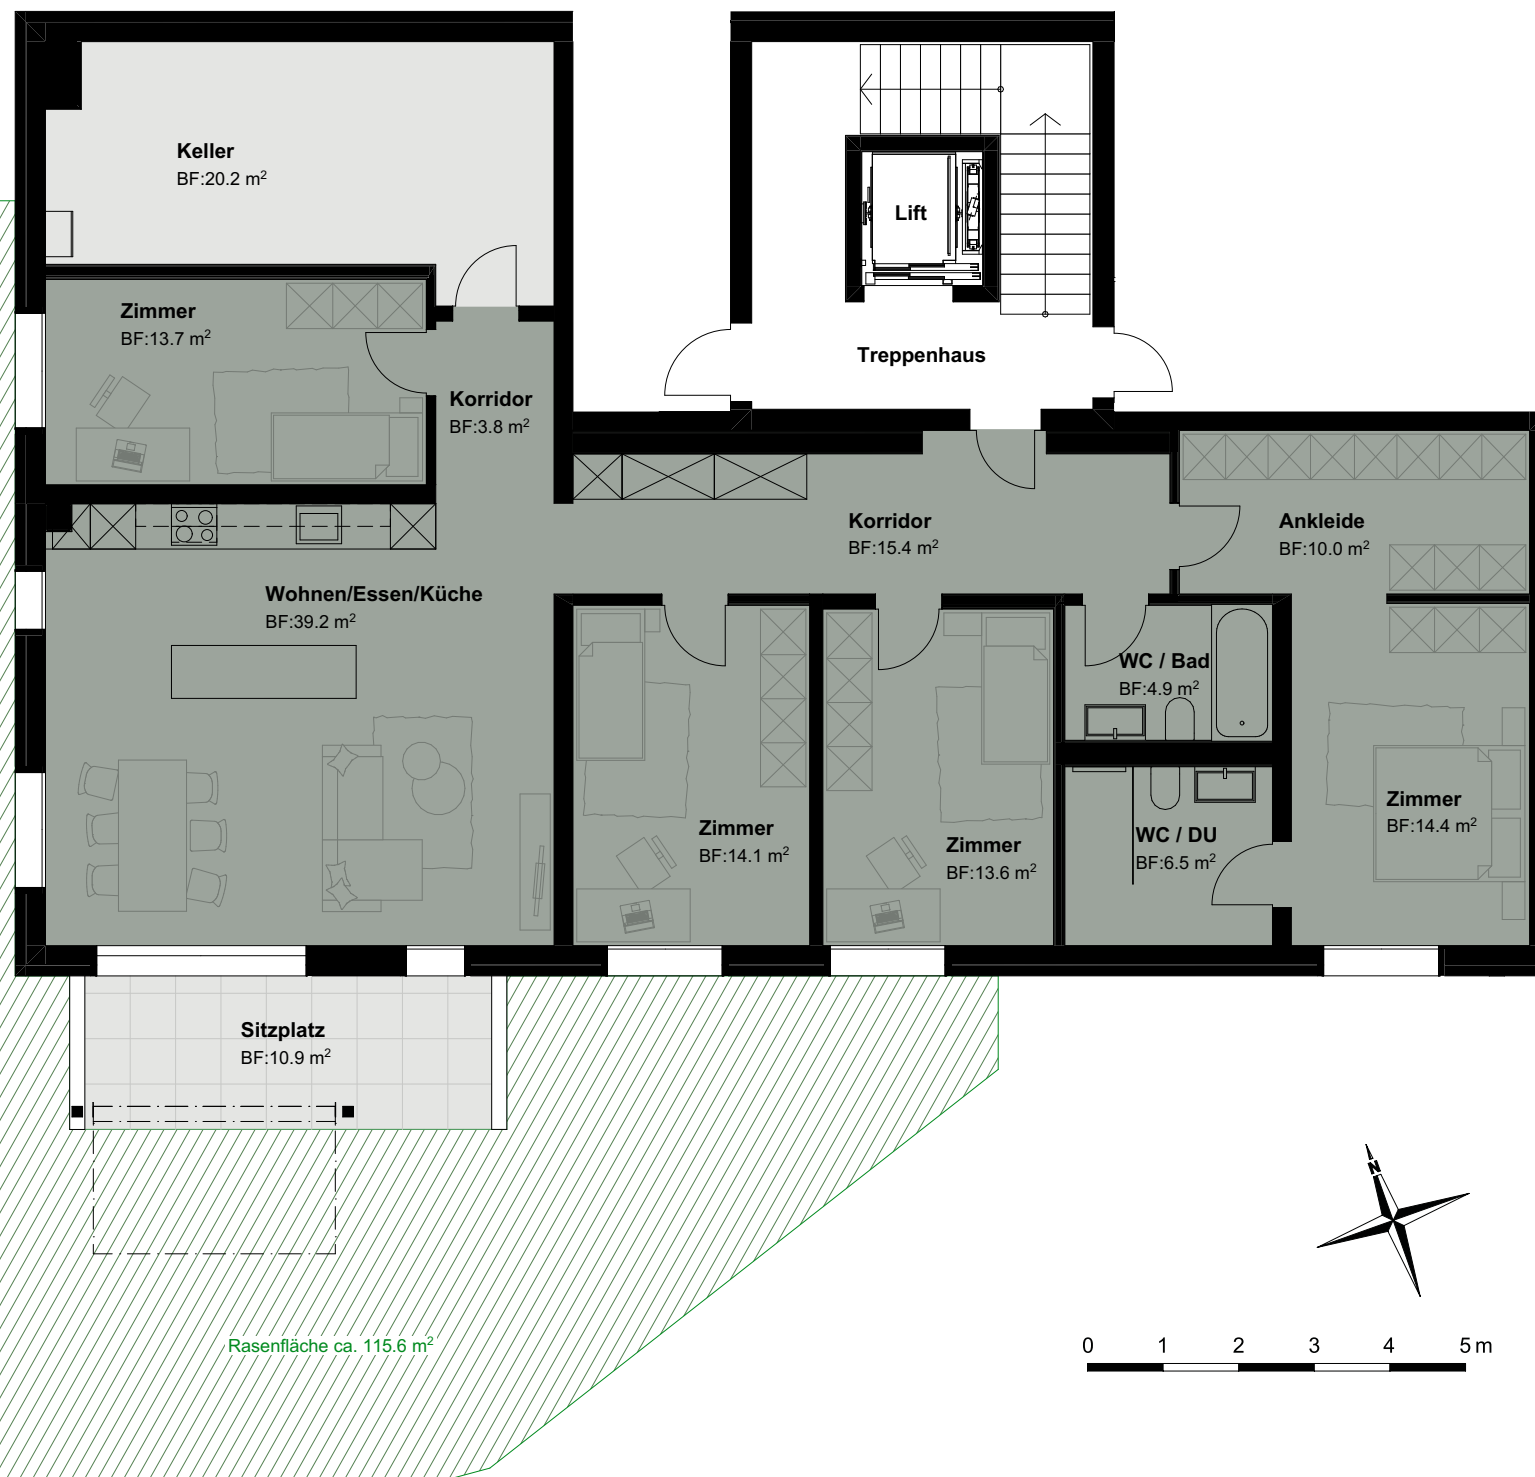 Keller
BF:20.2 m²
Lift
Zimmer
BF:13.7 m²
Treppenhaus
Korridor
BF:3.8 m²
Korridor
BF:15.4 m²
Ankleide
BF:10.0 m²
Wohnen/Essen/Küche
BF:39.2 m²
WC / Bad
BF:4.9 m²
Zimmer
BF:14.1 m²
Zimmer
BF:13.6 m²
WC / DU
BF:6.5 m²
Zimmer
BF:14.4 m²
Sitzplatz
BF:10.9 m²
N
Rasenfläche ca. 115.6 m²
0 1 2 3 4 5 m